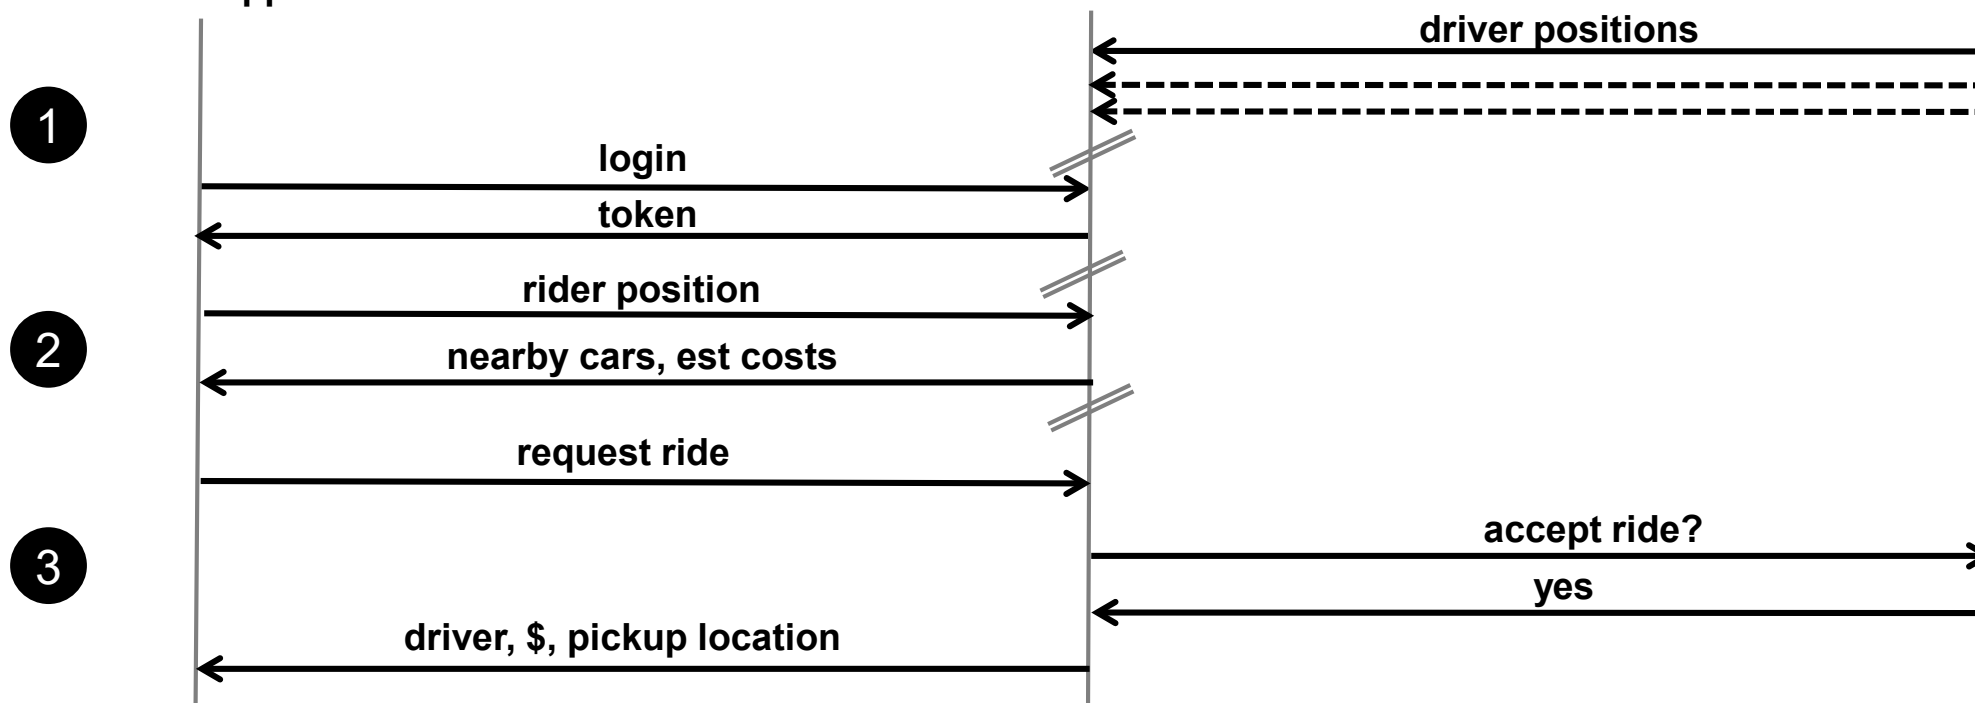 driver positions
1
login
token
rider position
2
nearby cars, est costs
request ride
accept ride?
3
yes
driver, $, pickup location